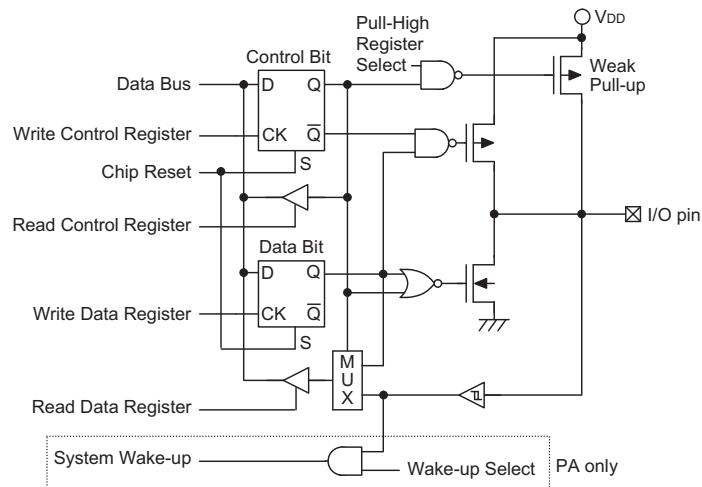 VDD
Pull-High
Register
Select
Control Bit
Weak
Pull-up
Data Bus
D
Q
Write Control Register
CK
Q
Chip Reset
S
I/O pin
Read Control Register
Data Bit
D
Q
Write Data Register
CK
Q
S
M
U
X
Read Data Register
System Wake-up
Wake-up Select
PA only